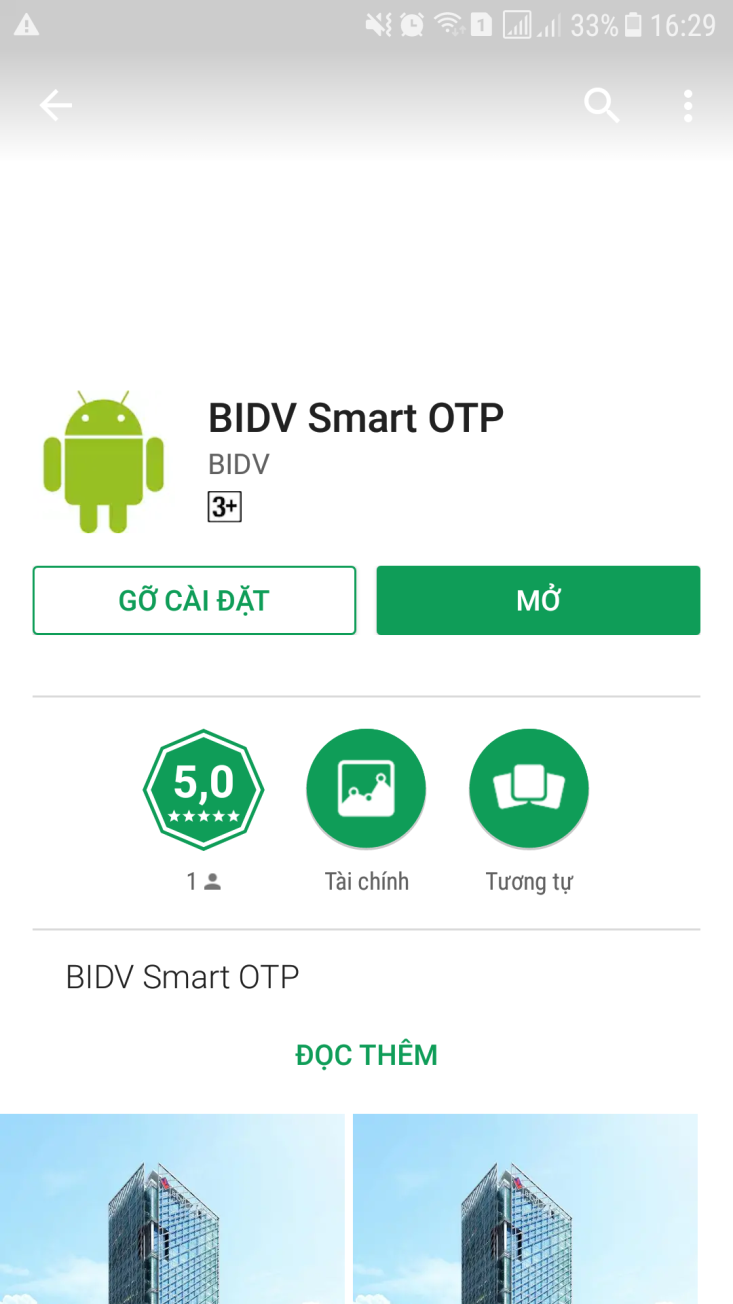 1 33% 16:29
BIDV Smart OTP
BIDV
3+
GỠ CÀI ĐẶT MỞ
5,0
1 Tài chính Tương tự
BIDV Smart OTP
ĐỌC THÊM